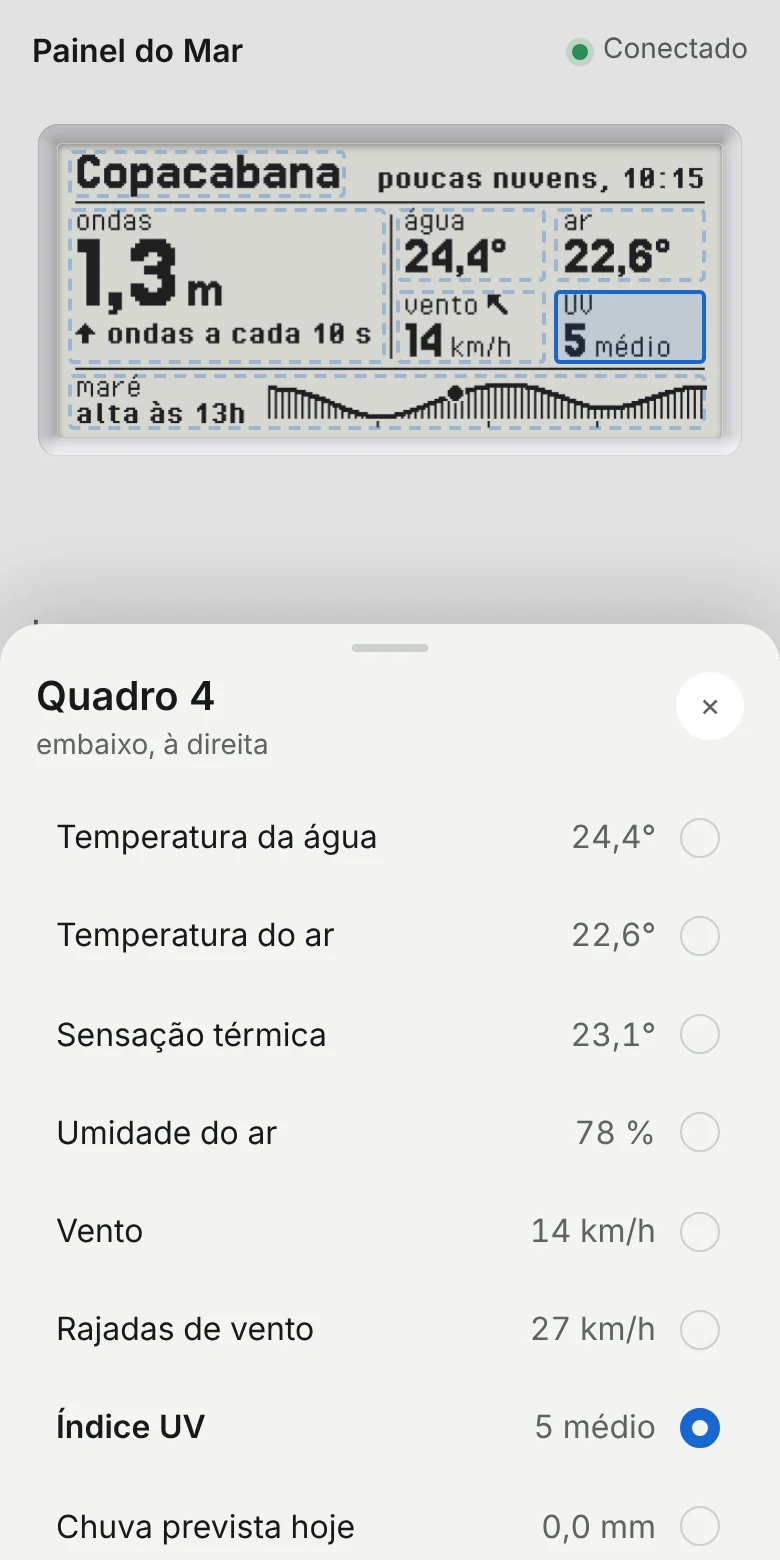 Painel do Mar
Conectado
Copacabana
poucas nuvens, 10:15
ondas
1,3 m
ondas a cada 10 s
água
24,4°
ar
22,6°
vento
14 km/h
UV
5 médio
maré
alta às 13h
Quadro 4
embaixo, à direita
×
Temperatura da água 24,4°
Temperatura do ar 22,6°
Sensação térmica 23,1°
Umidade do ar 78 %
Vento 14 km/h
Rajadas de vento 27 km/h
Índice UV 5 médio
Chuva prevista hoje 0,0 mm